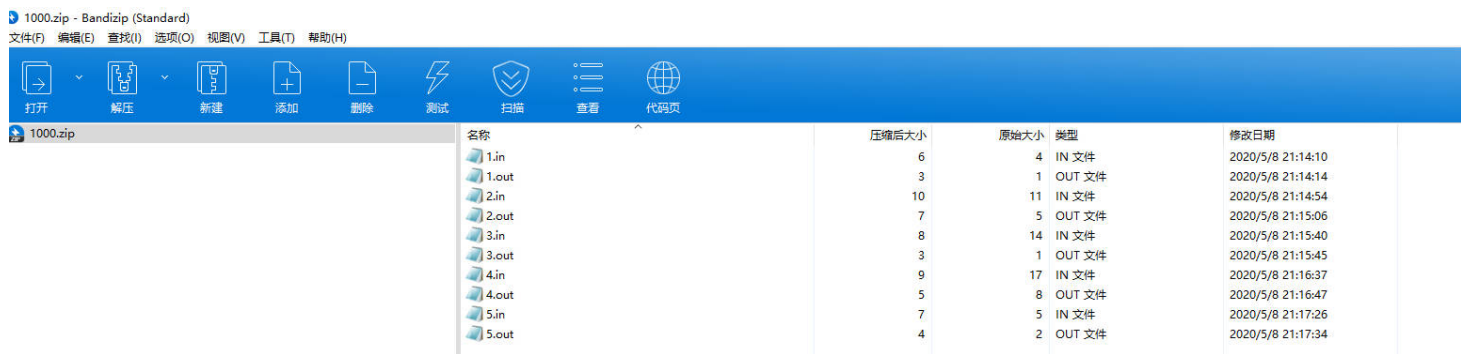 1000.zip - Bandizip (Standard)
文件(F) 编辑(E) 查找(I) 选项(O) 视图(V) 工具(T) 帮助(H)
打开 解压 新建 添加 删除 测试 扫描 查看 代码页
1000.zip
名称 压缩后大小 原始大小 类型 修改日期
1.in 6 4 IN 文件 2020/5/8 21:14:10
1.out 3 1 OUT 文件 2020/5/8 21:14:14
2.in 10 11 IN 文件 2020/5/8 21:14:54
2.out 7 5 OUT 文件 2020/5/8 21:15:06
3.in 8 14 IN 文件 2020/5/8 21:15:40
3.out 3 1 OUT 文件 2020/5/8 21:15:45
4.in 9 17 IN 文件 2020/5/8 21:16:37
4.out 5 8 OUT 文件 2020/5/8 21:16:47
5.in 7 5 IN 文件 2020/5/8 21:17:26
5.out 4 2 OUT 文件 2020/5/8 21:17:34